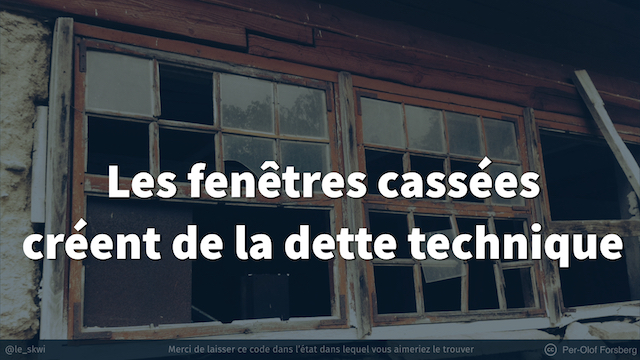 Les fenêtres cassées
créent de la dette technique
@le_skwi
Merci de laisser ce code dans l'état dans lequel vous aimeriez le trouver
cc Per-Olof Forsberg